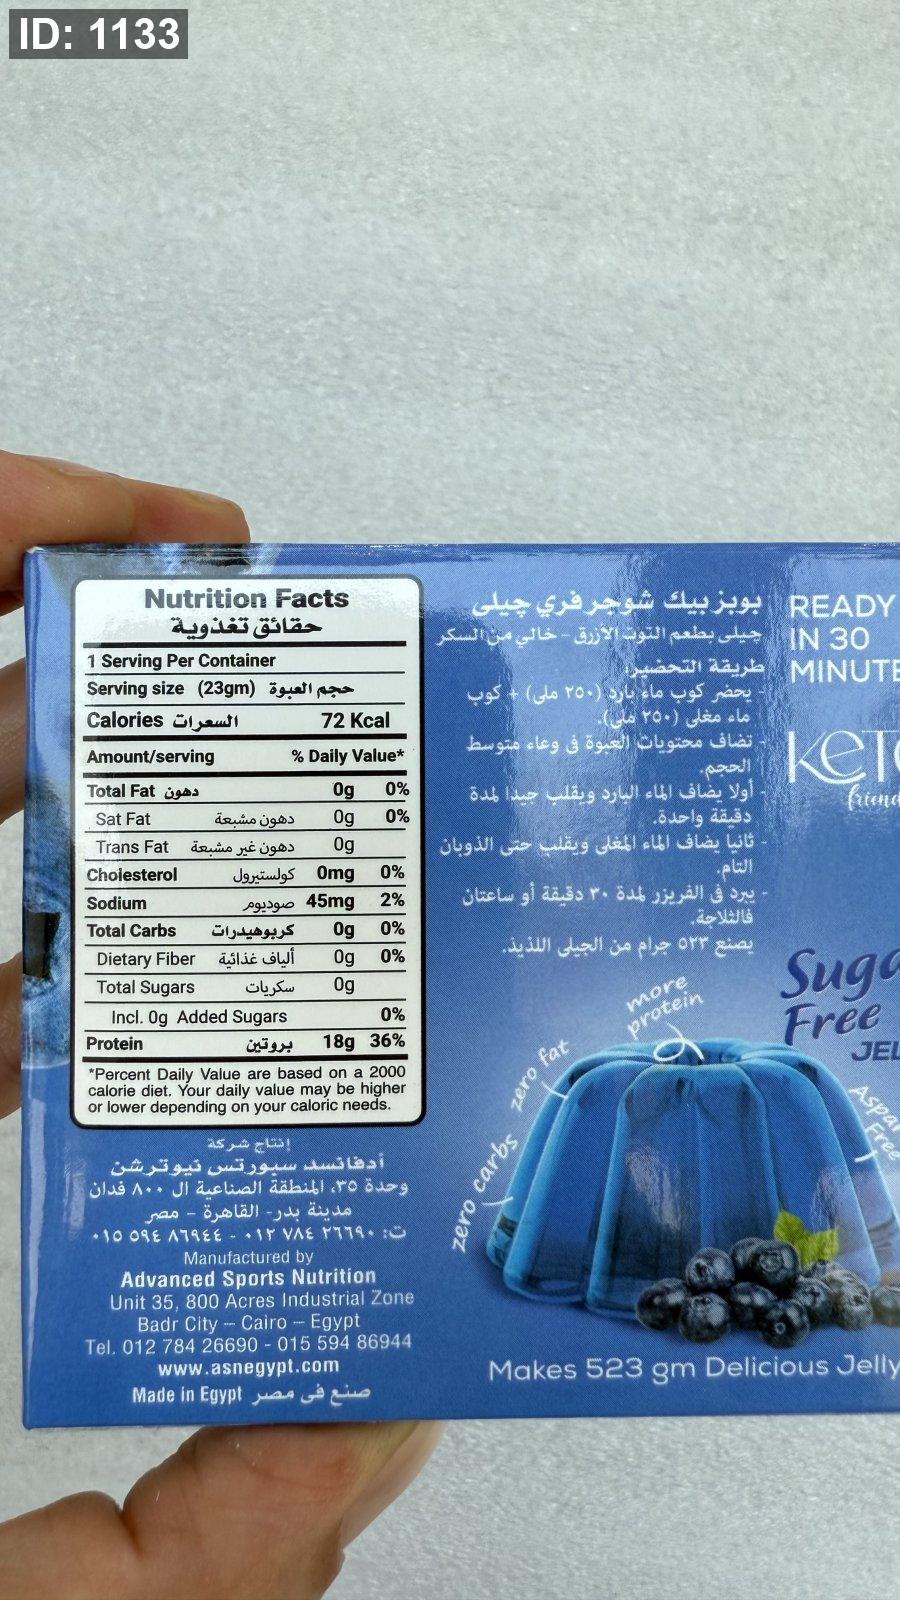 ID: 1133
Nutrition Facts
حقائق تغذوية
1 Serving Per Container
Serving size (23gm) حجم العبوة
Calories السعرات 72 Kcal
Amount/serving % Daily Value*
Total Fat دهون 0g 0%
Sat Fat دهون مشبعة 0g 0%
Trans Fat دهون غير مشبعة 0g
Cholesterol كولستيرول 0mg 0%
Sodium صوديوم 45mg 2%
Total Carbs كربوهيدرات 0g 0%
Dietary Fiber ألياف غذائية 0g 0%
Total Sugars سكريات 0g
Incl. 0g Added Sugars 0%
Protein بروتين 18g 36%
*Percent Daily Value are based on a 2000
calorie diet. Your daily value may be higher
or lower depending on your caloric needs.
إنتاج شركة
أدفانسد سبورتس نيوترشن
وحدة ٣٥، المنطقة الصناعية ال ٨٠٠ فدان
مدينة بدر- القاهرة - مصر
ت: ٠١٢ ٧٨٤ ٢٦٦٩٠ - ٠١٥ ٥٩٤ ٨٦٩٤٤
Manufactured by
Advanced Sports Nutrition
Unit 35, 800 Acres Industrial Zone
Badr City – Cairo – Egypt
Tel. 012 784 26690 - 015 594 86944
www.asnegypt.com
Made in Egypt صنع فى مصر
بوبز بيك شوجر فري چيلى
جيلى بطعم التوت الأزرق - خالي من السكر
طريقة التحضير:
- يحضر كوب ماء بارد (٢٥٠ ملى) + كوب
ماء مغلى (٢٥٠ ملى).
- تضاف محتويات العبوة فى وعاء متوسط
الحجم.
- أولا يضاف الماء البارد ويقلب جيدا لمدة
دقيقة واحدة.
- ثانيا يضاف الماء المغلى ويقلب حتى الذوبان
التام.
- يبرد فى الفريزر لمدة ٣٠ دقيقة أو ساعتان
فالثلاجة.
يصنع ٥٢٣ جرام من الجيلى اللذيذ.
READY
IN 30
MINUTE
KETO
friend
Suga
Free
JEL
more
protein
zero fat
zero carbs
Aspar
Free
Makes 523 gm Delicious Jelly